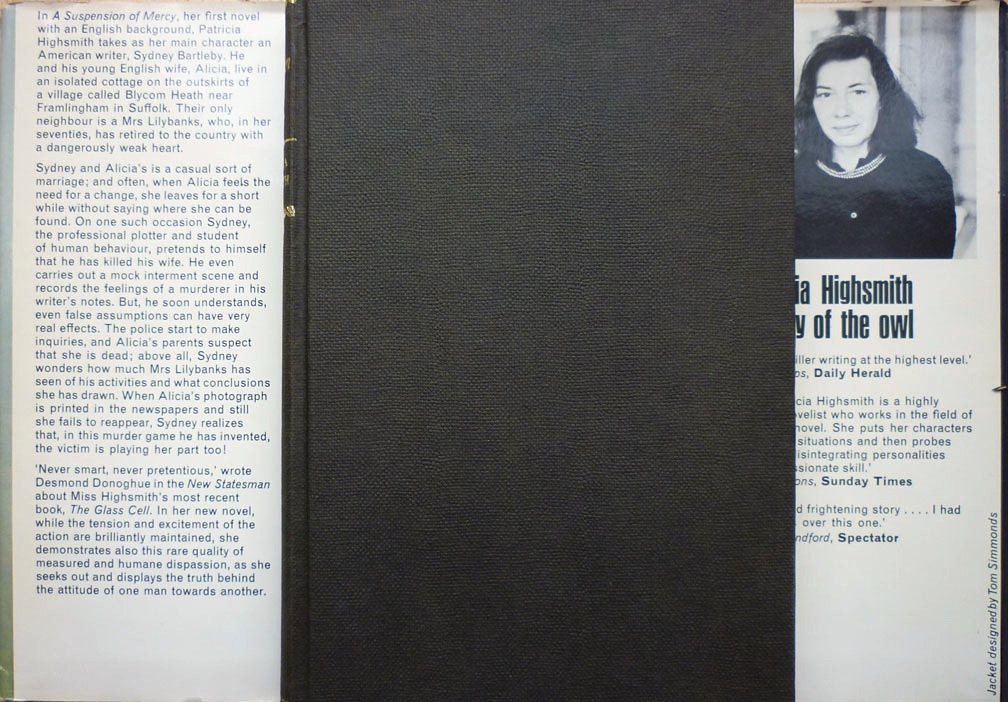 In A Suspension of Mercy, her first novel
with an English background, Patricia
Highsmith takes as her main character an
American writer, Sydney Bartleby. He
and his young English wife, Alicia, live in
an isolated cottage on the outskirts of
a village called Blycom Heath near
Framlingham in Suffolk. Their only
neighbour is a Mrs Lilybanks, who, in her
seventies, has retired to the country with
a dangerously weak heart.
Sydney and Alicia's is a casual sort of
marriage; and often, when Alicia feels the
need for a change, she leaves for a short
while without saying where she can be
found. On one such occasion Sydney,
the professional plotter and student
of human behaviour, pretends to himself
that he has killed his wife. He even
carries out a mock interment scene and
records the feelings of a murderer in his
writer's notes. But, he soon understands,
even false assumptions can have very
real effects. The police start to make
inquiries, and Alicia's parents suspect
that she is dead; above all, Sydney
wonders how much Mrs Lilybanks has
seen of his activities and what conclusions
she has drawn. When Alicia's photograph
is printed in the newspapers and still
she fails to reappear, Sydney realizes
that, in this murder game he has invented,
the victim is playing her part too!
'Never smart, never pretentious,' wrote
Desmond Donoghue in the New Statesman
about Miss Highsmith's most recent
book, The Glass Cell. In her new novel,
while the tension and excitement of the
action are brilliantly maintained, she
demonstrates also this rare quality of
measured and humane dispassion, as she
seeks out and displays the truth behind
the attitude of one man towards another.
ia Highsmith
y of the owl
iller writing at the highest level.'
bs, Daily Herald
cia Highsmith is a highly
velist who works in the field of
novel. She puts her characters
situations and then probes
isintegrating personalities
ssionate skill.'
ons, Sunday Times
d frightening story .... I had
over this one.'
ndford, Spectator
Jacket designed by Tom Simmonds